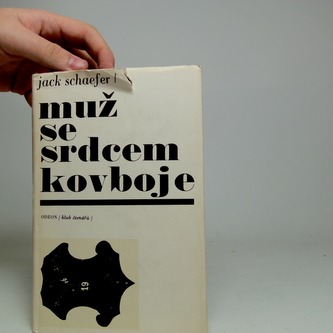 jack schaefer
muž
se
srdcem
kovboje
ODEON / klub čtenářů /
19